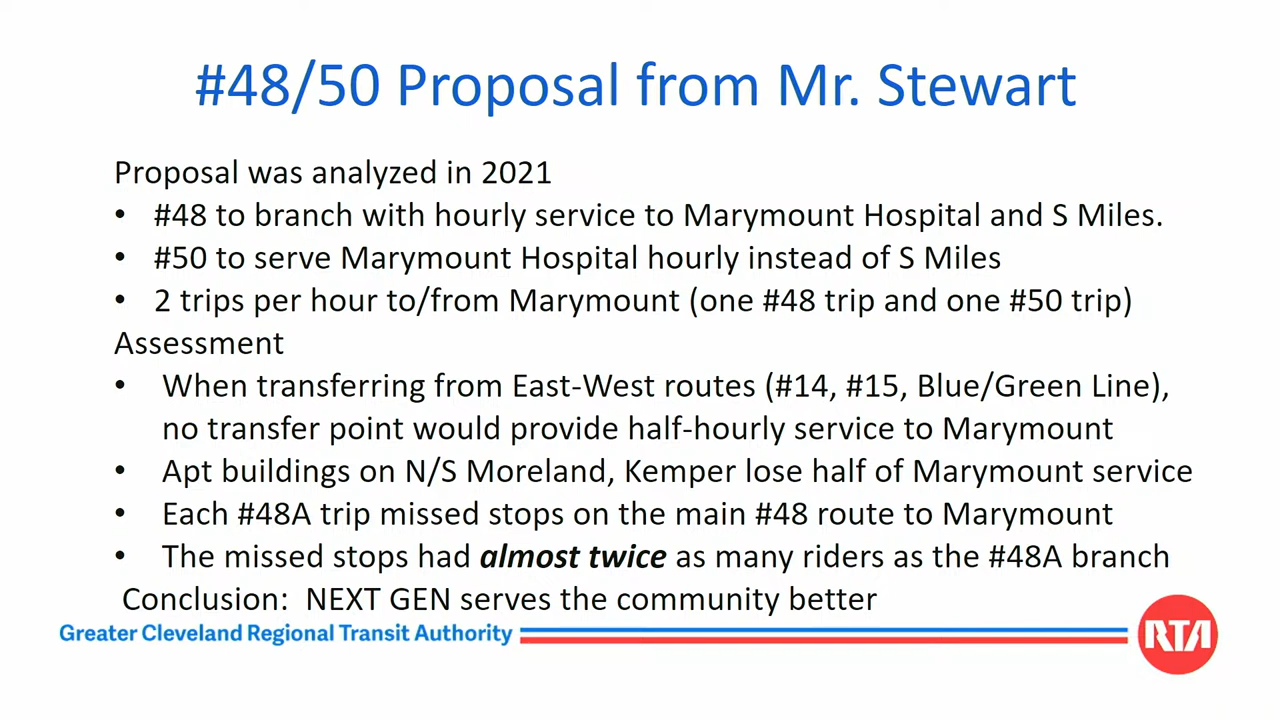 #48/50 Proposal from Mr. Stewart
Proposal was analyzed in 2021
• #48 to branch with hourly service to Marymount Hospital and S Miles.
• #50 to serve Marymount Hospital hourly instead of S Miles
• 2 trips per hour to/from Marymount (one #48 trip and one #50 trip)
Assessment
• When transferring from East-West routes (#14, #15, Blue/Green Line),
no transfer point would provide half-hourly service to Marymount
• Apt buildings on N/S Moreland, Kemper lose half of Marymount service
• Each #48A trip missed stops on the main #48 route to Marymount
• The missed stops had almost twice as many riders as the #48A branch
Conclusion: NEXT GEN serves the community better
Greater Cleveland Regional Transit Authority
RTA